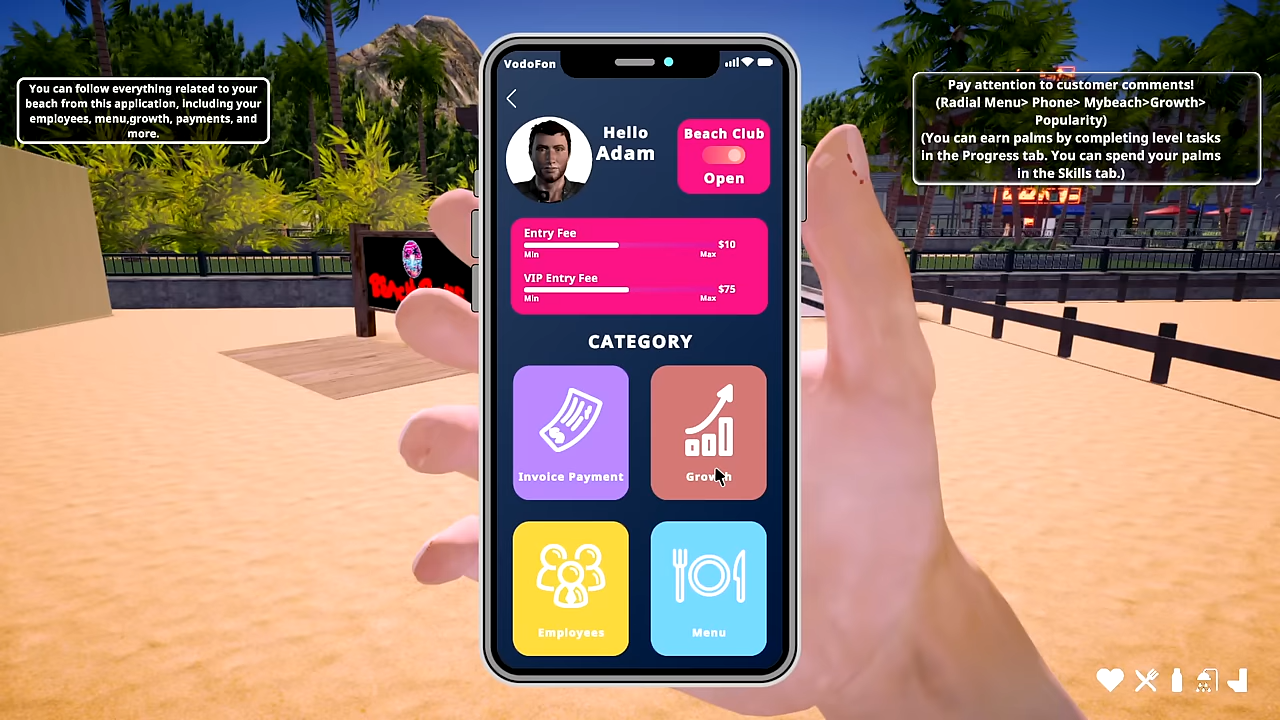 VodoFon
You can follow everything related to your
beach from this application, including your
employees, menu,growth, payments, and
more.
Pay attention to customer comments!
(Radial Menu> Phone> Mybeach>Growth>
Popularity)
(You can earn palms by completing level tasks
in the Progress tab. You can spend your palms
in the Skills tab.)
Hello
Adam
Beach Club
Open
Entry Fee
$10
Min
Max
VIP Entry Fee
$75
Min
Max
CATEGORY
Invoice Payment
Growth
Employees
Menu